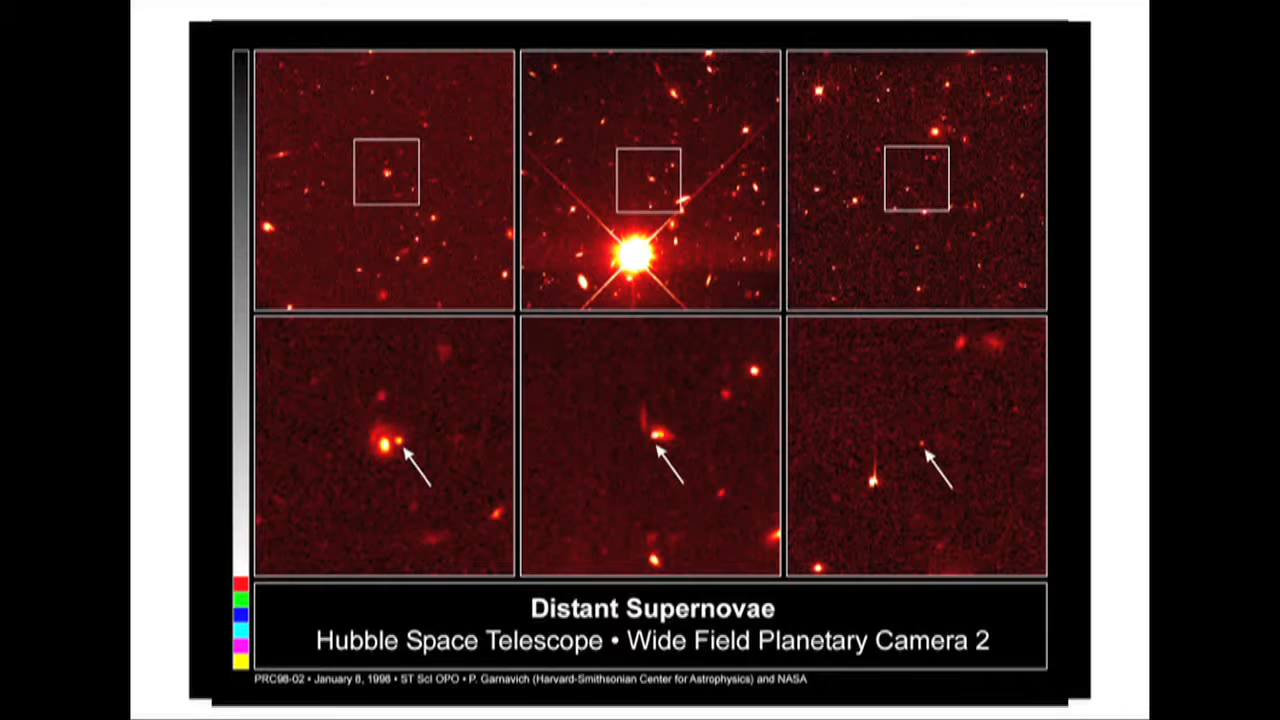 Distant Supernovae
Hubble Space Telescope • Wide Field Planetary Camera 2
PRC98-02 • January 8, 1998 • ST ScI OPO • P. Garnavich (Harvard-Smithsonian Center for Astrophysics) and NASA